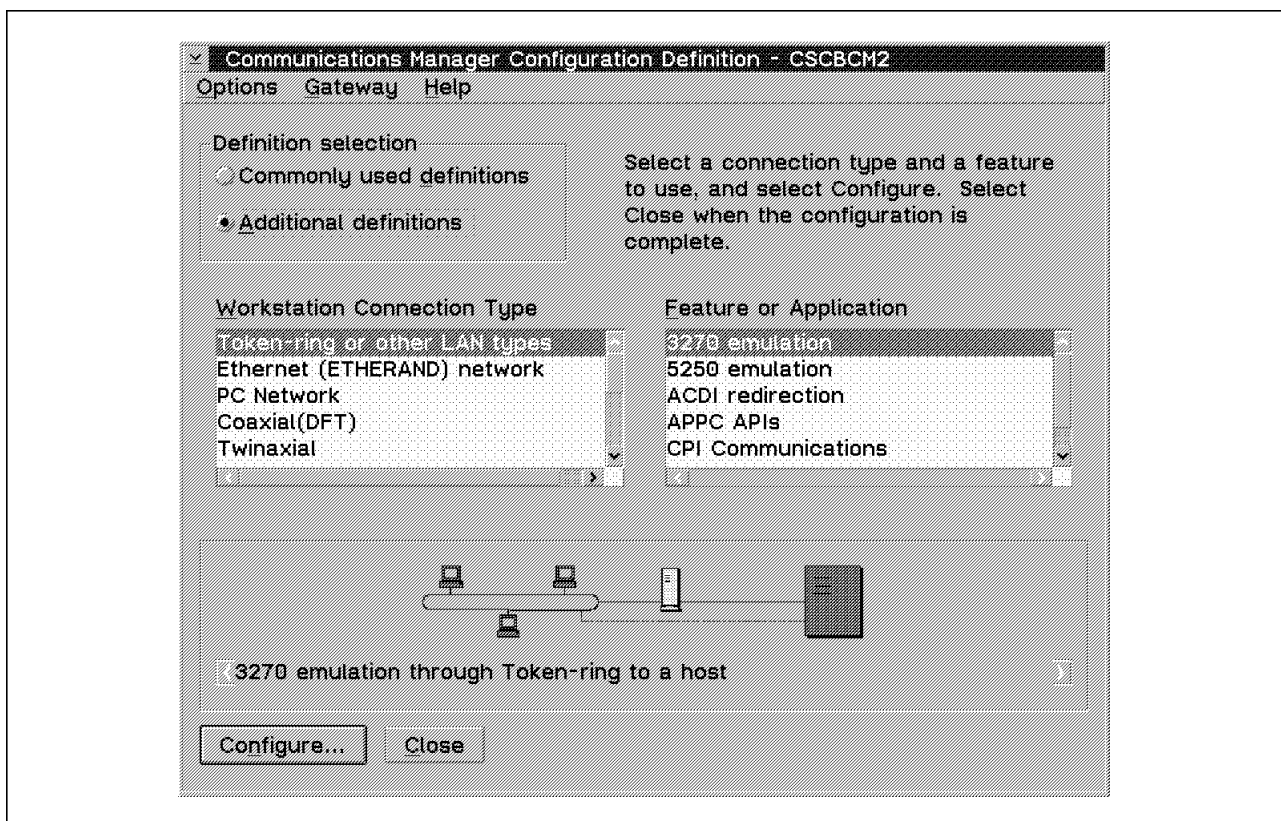 Communications Manager Configuration Definition - CSCBCM2
Options Gateway Help
Definition selection
Commonly used definitions
Additional definitions
Select a connection type and a feature
to use, and select Configure. Select
Close when the configuration is
complete.
Workstation Connection Type
Token-ring or other LAN types
Ethernet (ETHERAND) network
PC Network
Coaxial(DFT)
Twinaxial
Feature or Application
3270 emulation
5250 emulation
ACDI redirection
APPC APIs
CPI Communications
3270 emulation through Token-ring to a host
Configure... Close